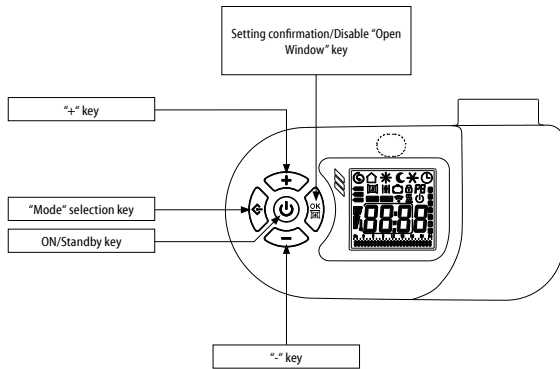 Setting confirmation/Disable “Open
Window” key
“+” key
“Mode” selection key
ON/Standby key
OK
88:88
“-” key